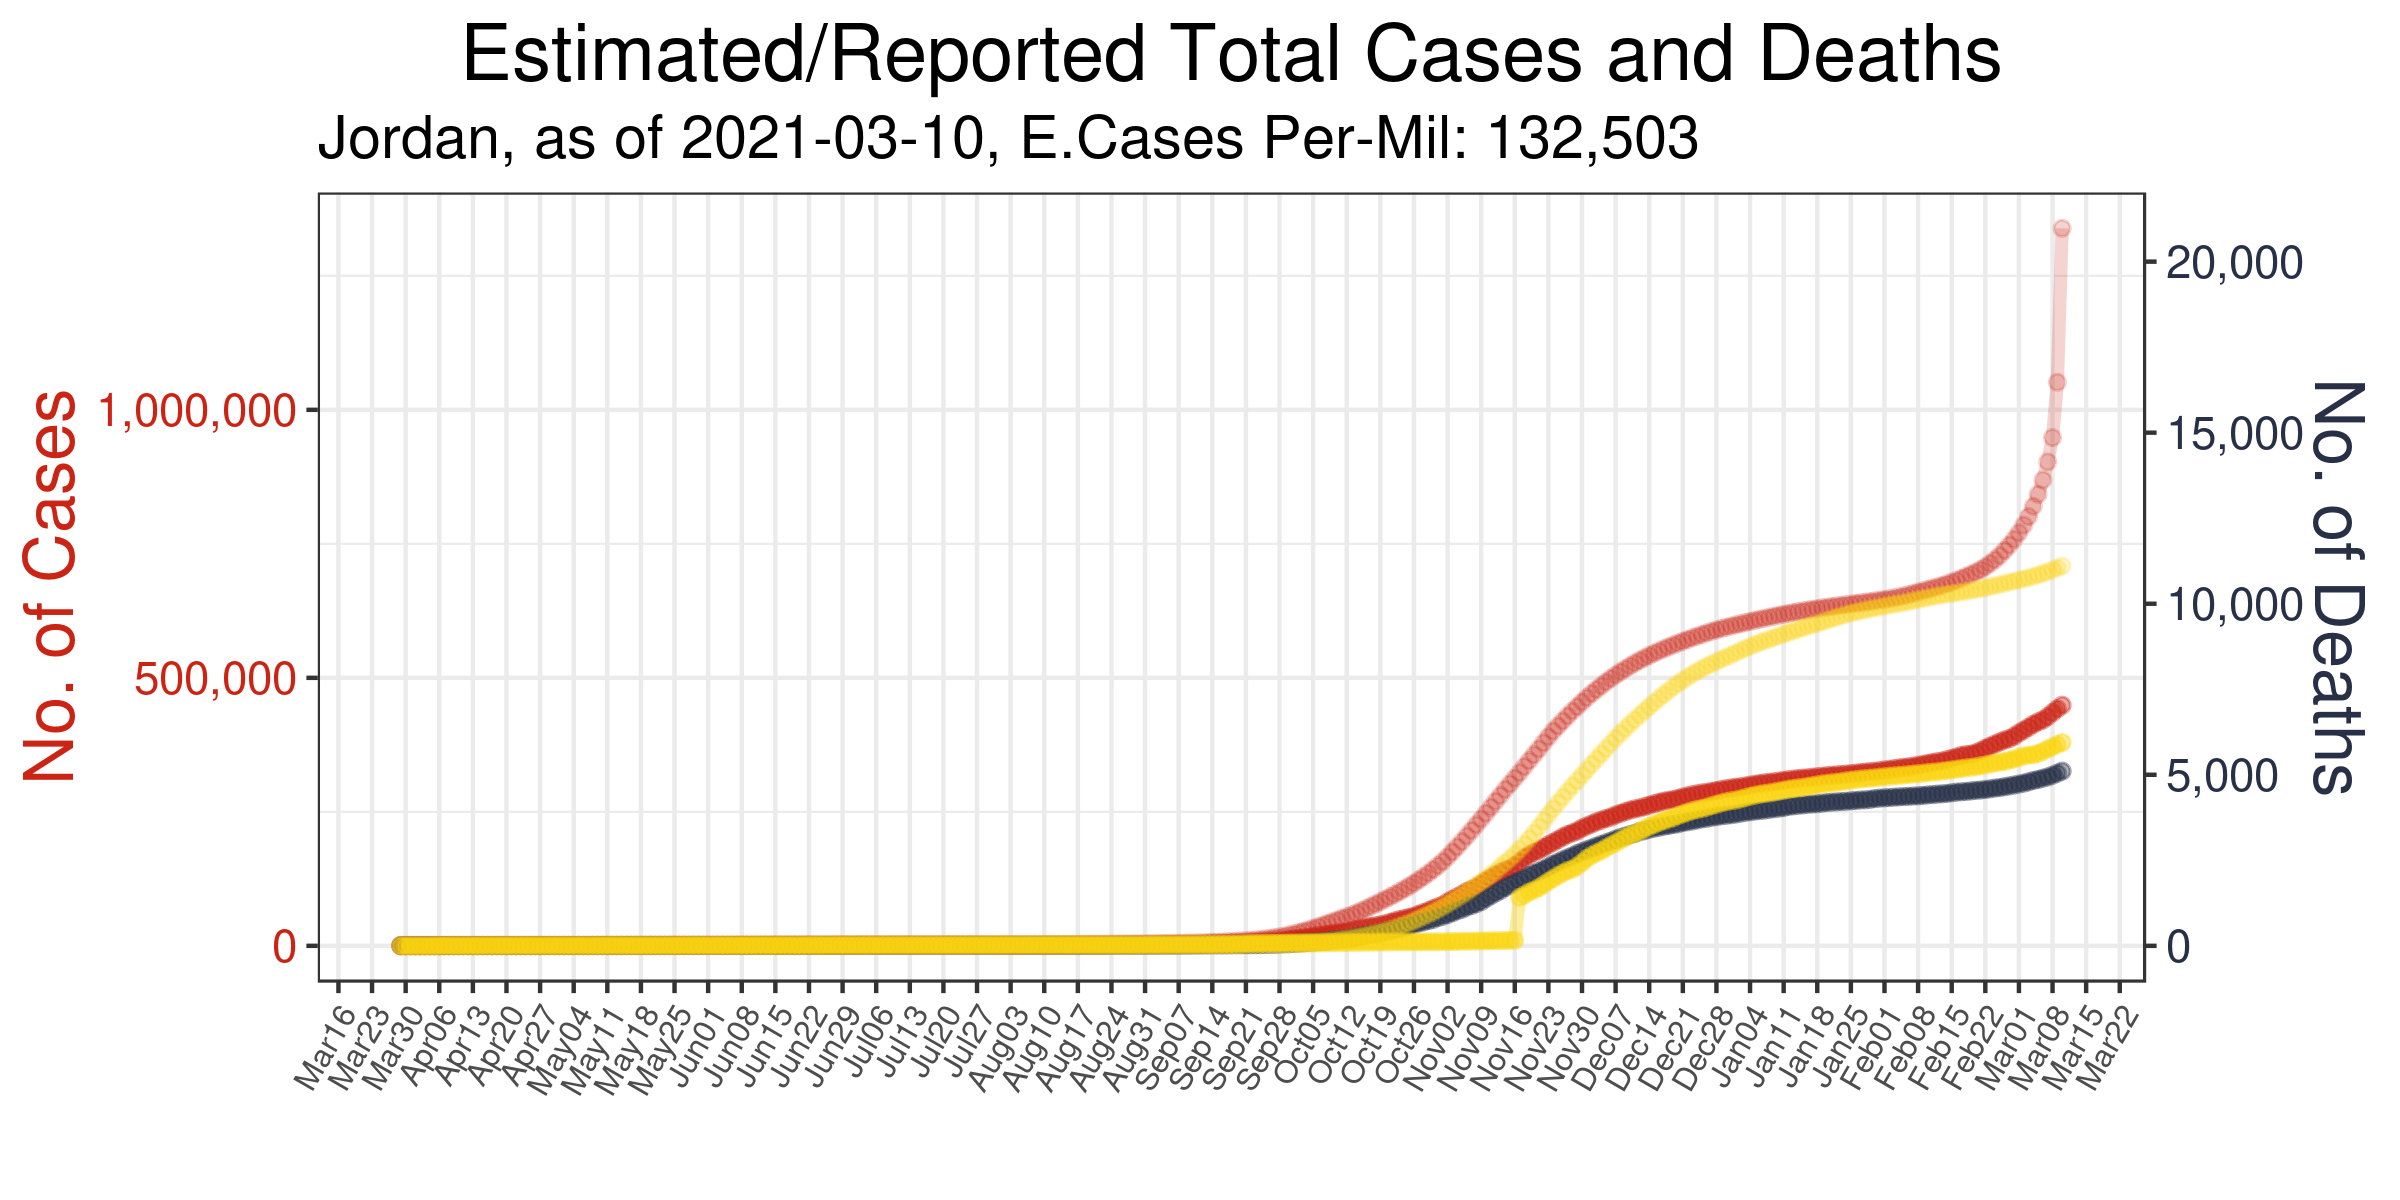 Estimated/Reported Total Cases and Deaths
Jordan, as of 2021-03-10, E.Cases Per-Mil: 132,503
No. of Cases
1,000,000
500,000
0
20,000
15,000
10,000
5,000
0
No. of Deaths
Mar16
Mar23
Mar30
Apr06
Apr13
Apr20
Apr27
May04
May11
May18
May25
Jun01
Jun08
Jun15
Jun22
Jun29
Jul06
Jul13
Jul20
Jul27
Aug03
Aug10
Aug17
Aug24
Aug31
Sep07
Sep14
Sep21
Sep28
Oct05
Oct12
Oct19
Oct26
Nov02
Nov09
Nov16
Nov23
Nov30
Dec07
Dec14
Dec21
Dec28
Jan04
Jan11
Jan18
Jan25
Feb01
Feb08
Feb15
Feb22
Mar01
Mar08
Mar15
Mar22